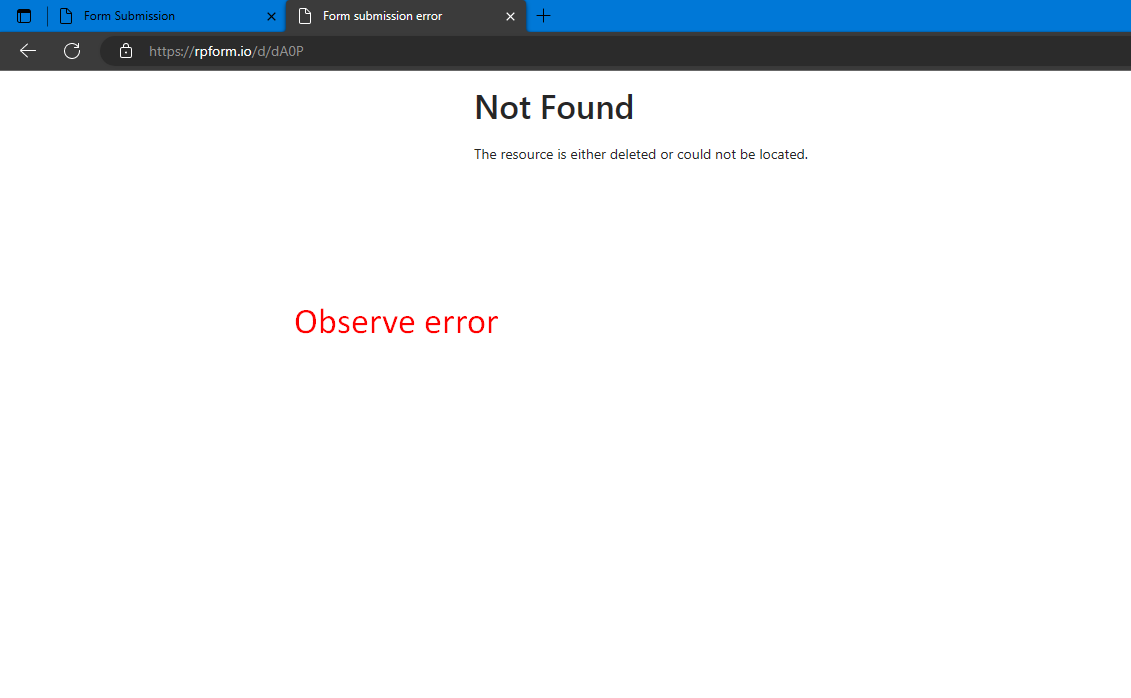 Form Submission
Form submission error
https://rpform.io/d/dA0P
Not Found
The resource is either deleted or could not be located.
Observe error